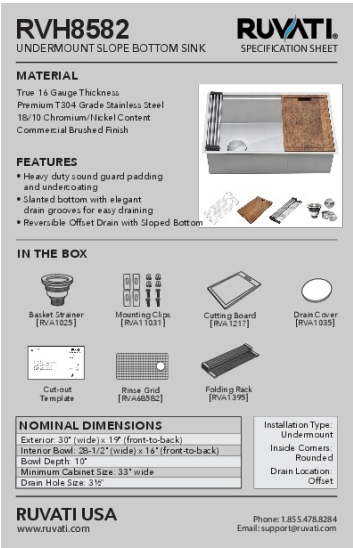 RVH8582
UNDERMOUNT SLOPE BOTTOM SINK
RUVATI®
SPECIFICATION SHEET
MATERIAL
True 16 Gauge Thickness
Premium T304 Grade Stainless Steel
18/10 Chromium/Nickel Content
Commercial Brushed Finish
FEATURES
• Heavy duty sound guard padding
and undercoating
• Slanted bottom with elegant
drain grooves for easy draining
• Reversible Offset Drain with Sloped Bottom
IN THE BOX
Basket Strainer
[RVA1025]
Mounting Clips
[RVA11031]
Cutting Board
[RVA1217]
Drain Cover
[RVA1035]
Cut-out
Template
Rinse Grid
[RVA68582]
Folding Rack
[RVA1395]
NOMINAL DIMENSIONS
Exterior: 30" (wide) x 19" (front-to-back)
Interior Bowl: 28-1/2" (wide) x 16" (front-to-back)
Bowl Depth: 10"
Minimum Cabinet Size: 33" wide
Drain Hole Size: 3½"
Installation Type:
Undermount
Inside Corners:
Rounded
Drain Location:
Offset
RUVATI USA
www.ruvati.com
Phone: 1.855.478.8284
Email: support@ruvati.com